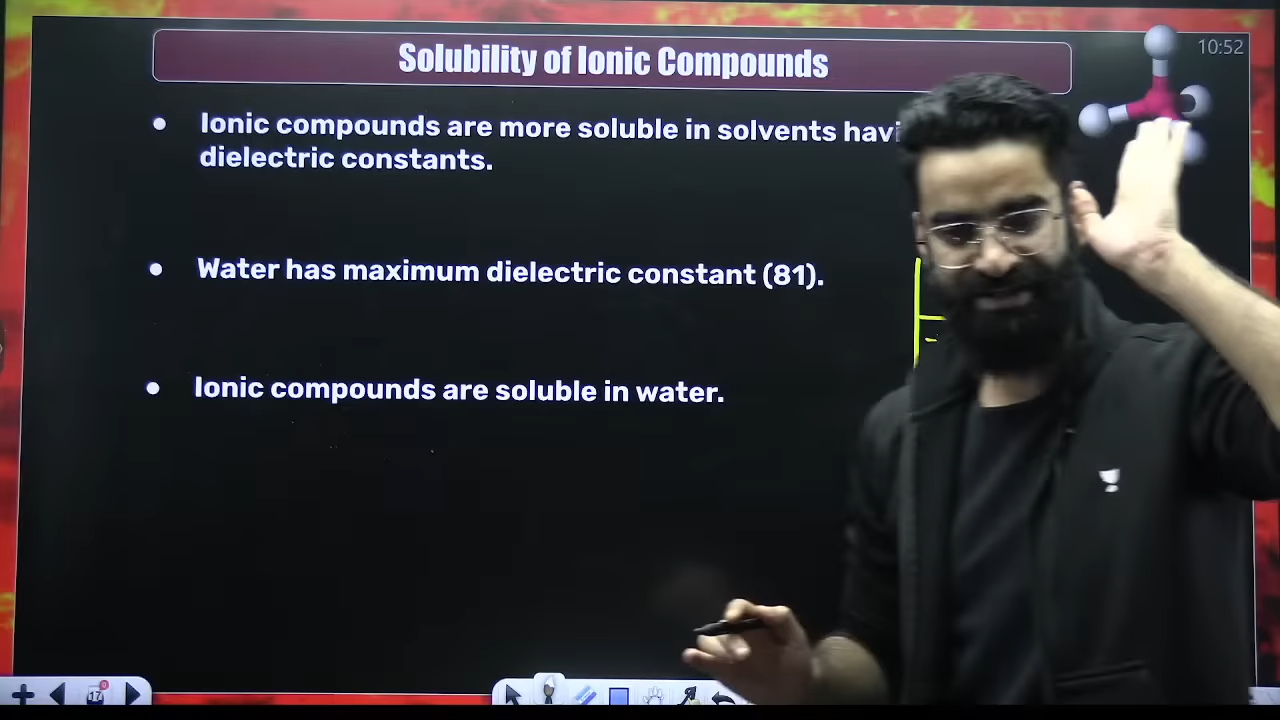 Solubility of Ionic Compounds
10:52
• Ionic compounds are more soluble in solvents
dielectric constants.
• Water has maximum dielectric constant (81).
• Ionic compounds are soluble in water.
17